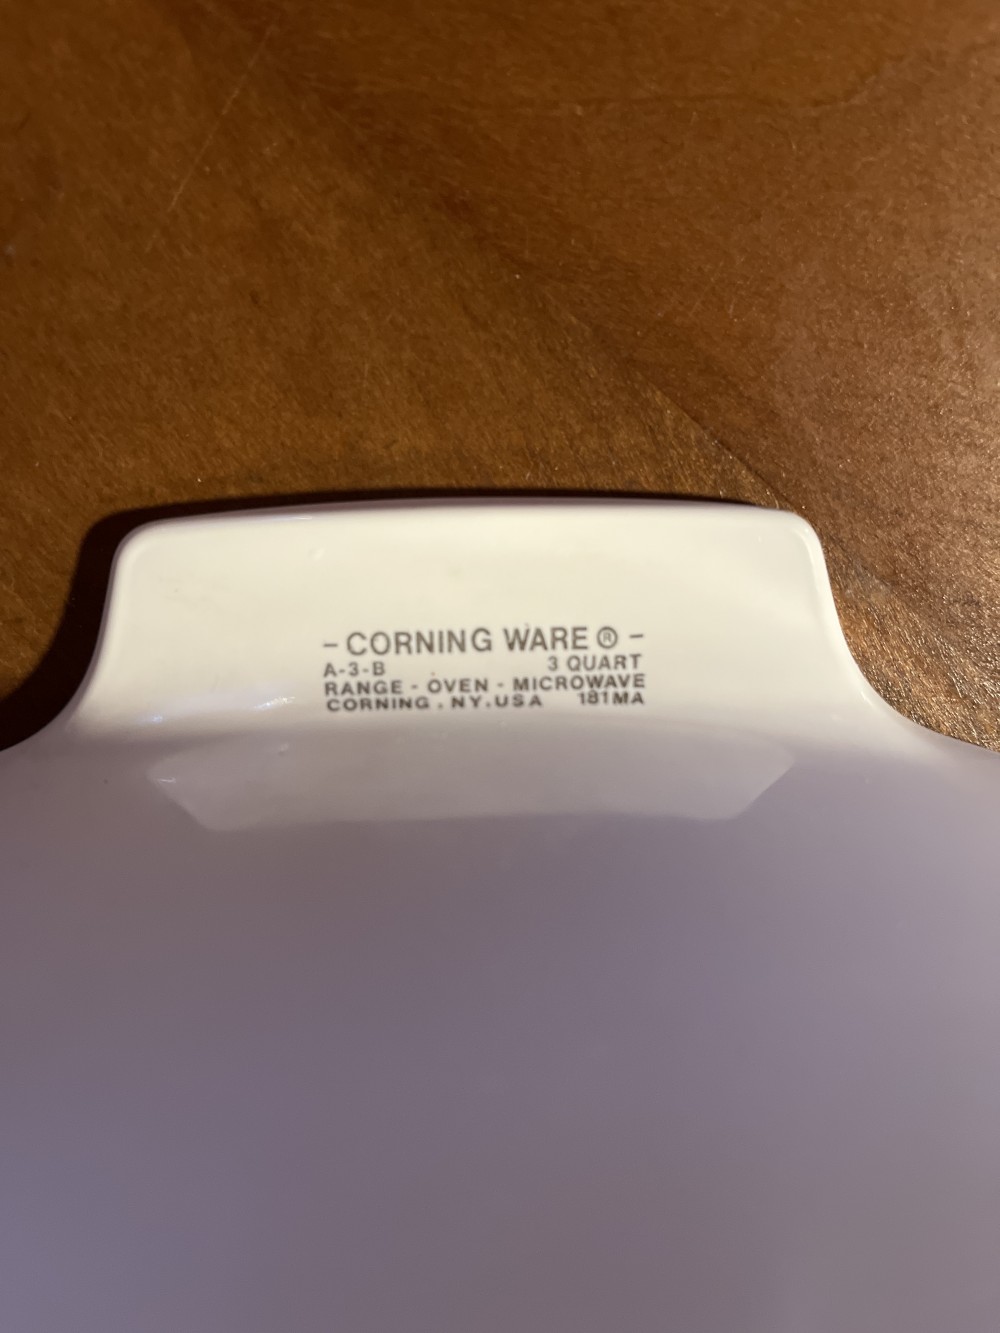 - CORNING WARE ® -
A-3-B 3 QUART
RANGE - OVEN - MICROWAVE
CORNING . NY. USA 181MA